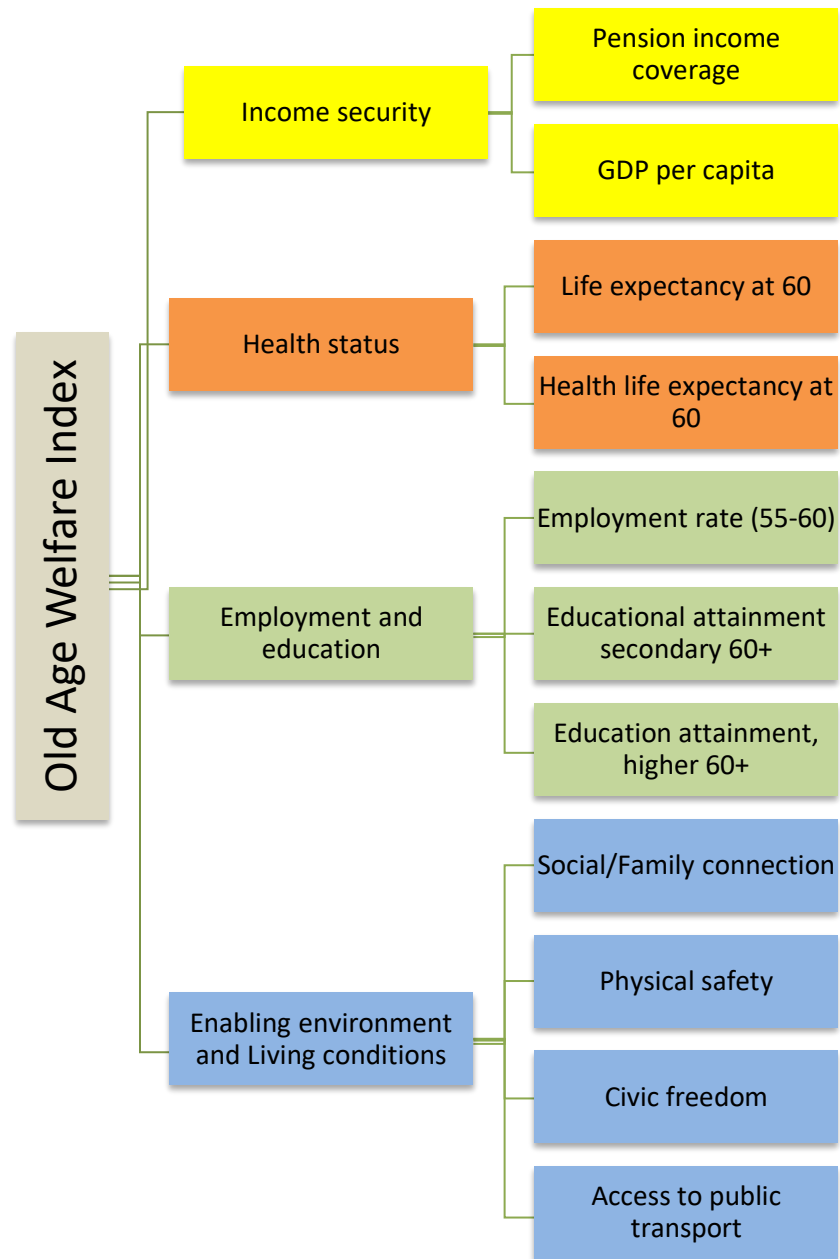 Old Age Welfare Index
Income security
Pension income
coverage
GDP per capita
Health status
Life expectancy at 60
Health life expectancy at
60
Employment and
education
Employment rate (55-60)
Educational attainment
secondary 60+
Education attainment,
higher 60+
Enabling environment
and Living conditions
Social/Family connection
Physical safety
Civic freedom
Access to public
transport